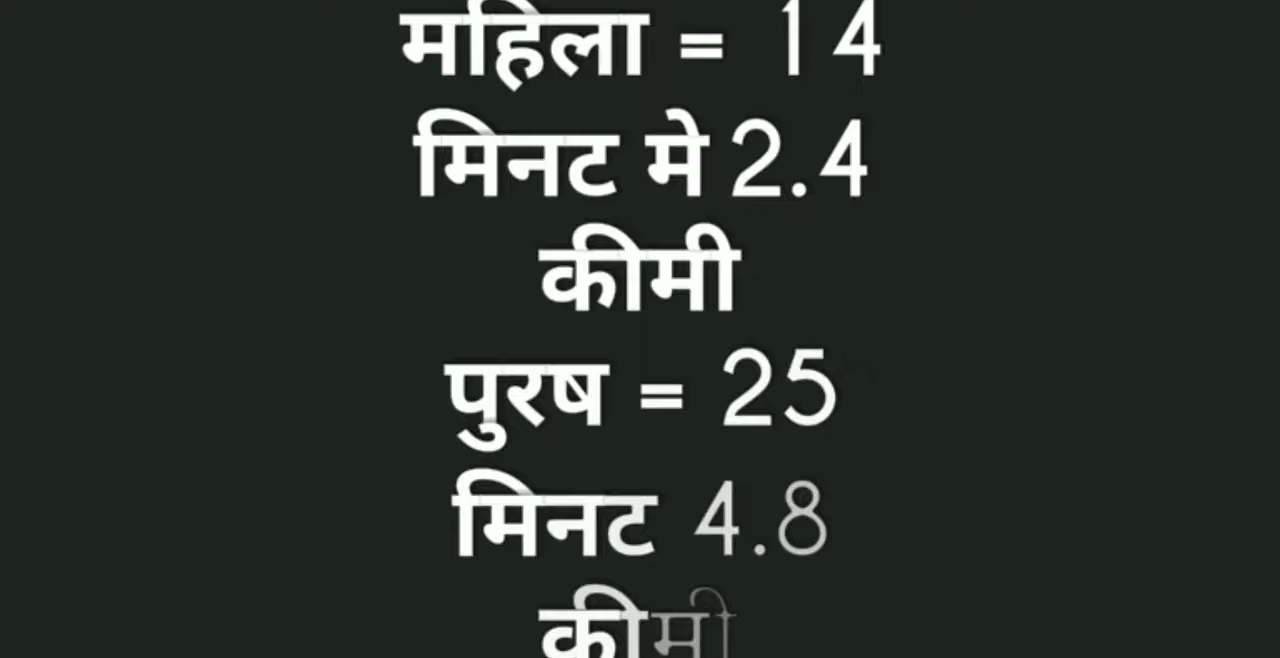 महिला = 14
मिनट मे 2.4
कीमी
पुरष = 25
मिनट 4.8
कीमी